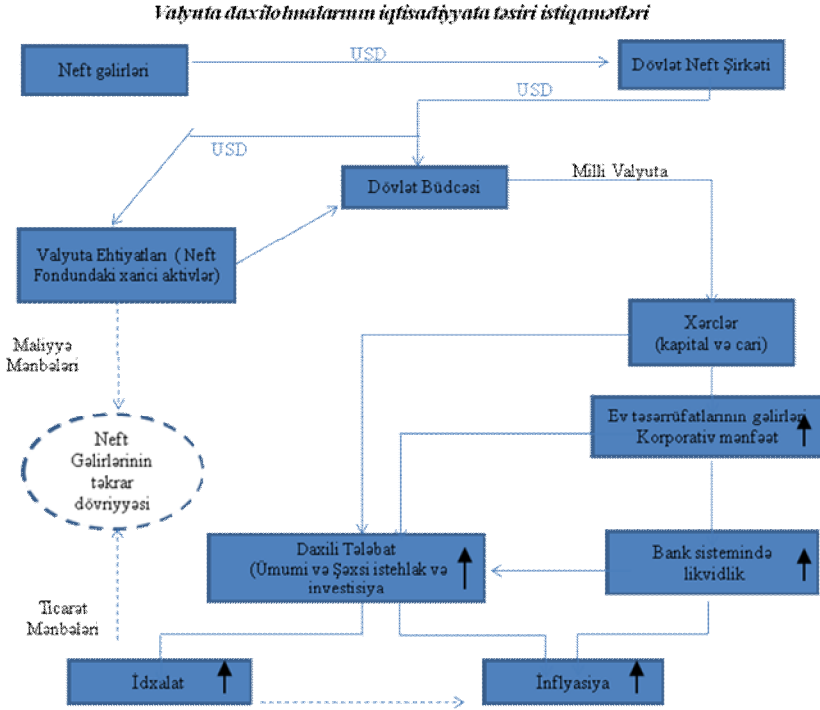 Valyuta daxilolmalarının iqtisadiyyata təsiri istiqamətləri
USD
Neft gəlirləri
Dövlət Neft Şirkəti
USD
USD
Milli Valyuta
Dövlət Büdcəsi
Valyuta Ehtiyatları ( Neft
Fondundaki xarici aktivlər)
Xərclər
(kapital və cari)
Maliyyə
Mənbələri
Ev təsərrüfatlarının gəlirləri
Korporativ mənfəət
Neft
Gəlirlərinin
təkrar
dövriyyəsi
Daxili Tələbat
(Ümumi və Şəxsi istehlak və
investisiya
Bank sistemində
likvidlik
Ticarət
Mənbələri
İdxalat
İnflyasiya